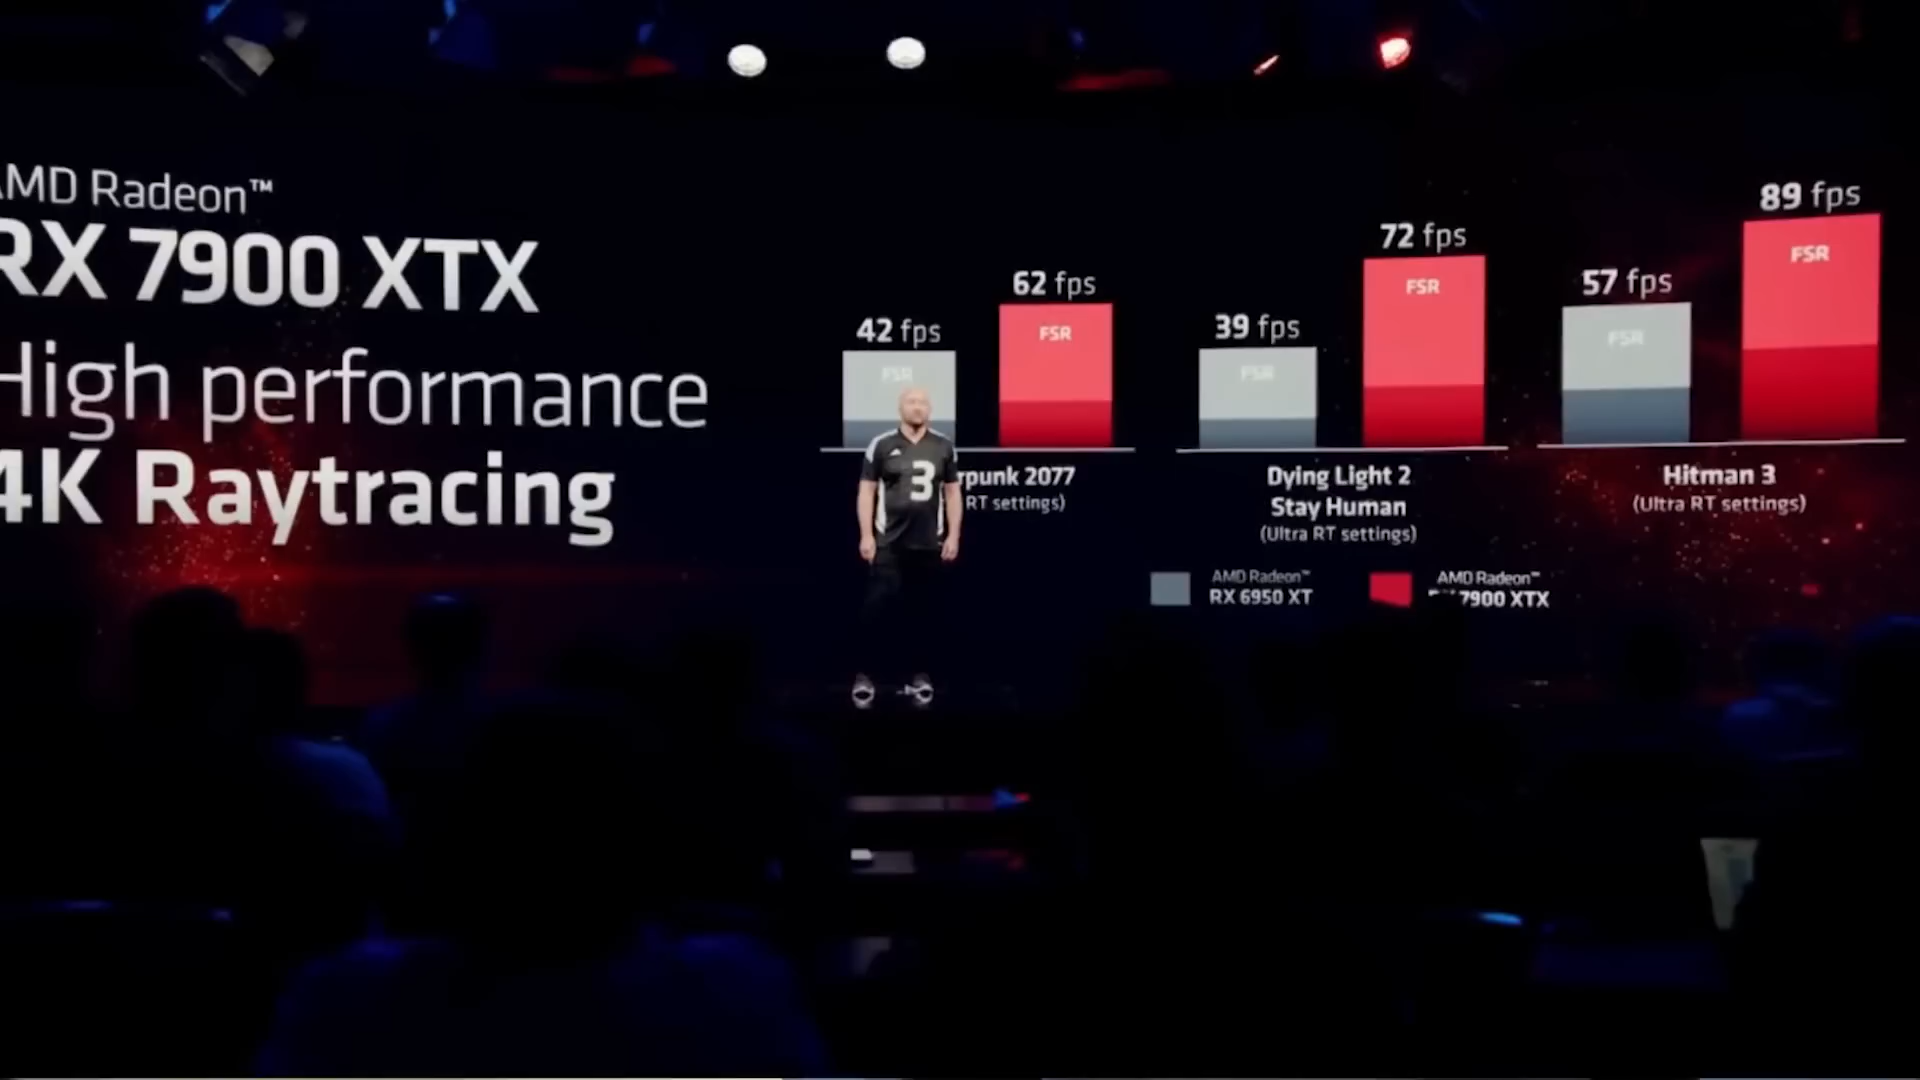 AMD Radeon™
RX 7900 XTX
High performance
4K Raytracing
42 fps
FSR
62 fps
FSR
39 fps
FSR
72 fps
FSR
57 fps
FSR
89 fps
FSR
3
rpunk 2077
RT settings)
Dying Light 2
Stay Human
(Ultra RT settings)
Hitman 3
(Ultra RT settings)
AMD Radeon™
RX 6950 XT
AMD Radeon™
7900 XTX